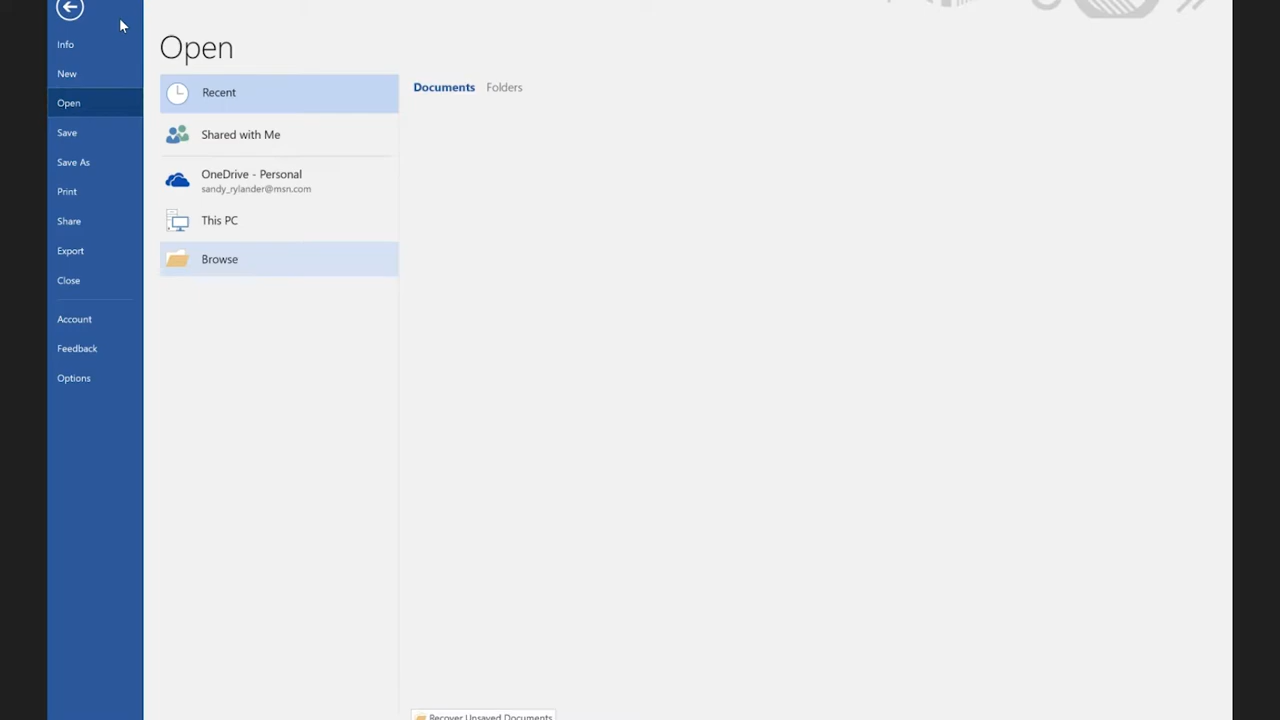 Info
New
Open
Save
Save As
Print
Share
Export
Close
Account
Feedback
Options
Open
Recent
Shared with Me
OneDrive - Personal
sandy_rylander@msn.com
This PC
Browse
Documents Folders
Recover Unsaved Documents